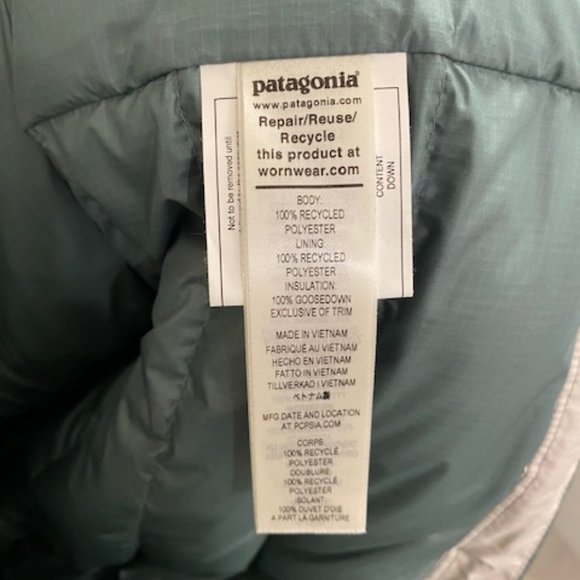 patagonia®
www.patagonia.com
Repair/Reuse/
Recycle
this product at
wornwear.com
BODY:
100% RECYCLED
POLYESTER
LINING
100% RECYCLED
POLYESTER
INSULATION:
100% GOOSEDOWN
EXCLUSIVE OF TRIM
MADE IN VIETNAM
FABRIQUÉ AU VIETNAM
HECHO EN VIETNAM
FATTO IN VIETNAM
TILLVERKAD I VIETNAM
ベトナム製
MFG DATE AND LOCATION
AT PCPSIA.COM
CORPS:
100% RECYCLÉ
POLYESTER
DOUBLURE:
100% RECYCLÉ
POLYESTER
ISOLANT:
100% DUVET D'OIE
A PART LA GARNITURE
Not to be removed until
CONTENT
DOWN